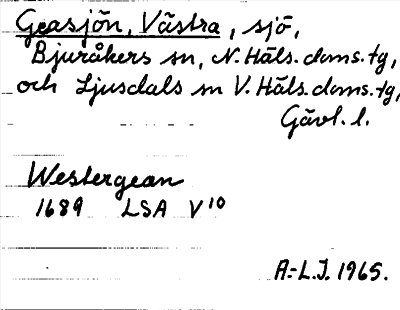 Geasjön, Västra, sjö,
Bjuråkers sn, N. Häls. doms. tg,
och Ljusdals sn V. Häls. doms. tg,
Gävl. l.
Westergean
1689 LSA V¹⁰
A:-L.J. 1965.